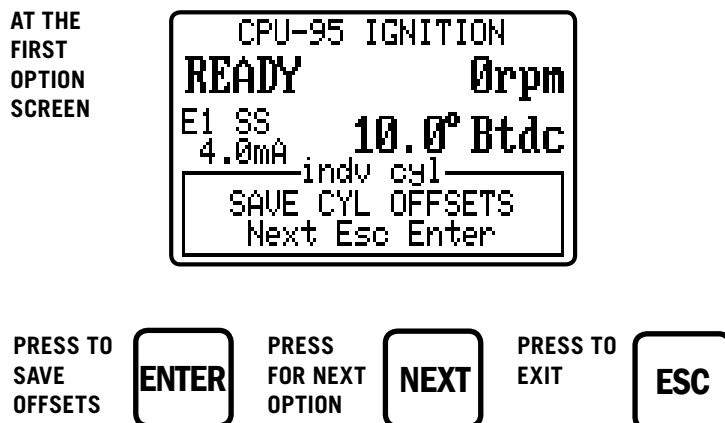 AT THE
FIRST
OPTION
SCREEN
CPU-95 IGNITION
READY 0rpm
E1 SS
4.0mA 10.0° Btdc
indv cyl
SAVE CYL OFFSETS
Next Esc Enter
PRESS TO
SAVE
OFFSETS
ENTER
PRESS
FOR NEXT
OPTION
NEXT
PRESS TO
EXIT
ESC